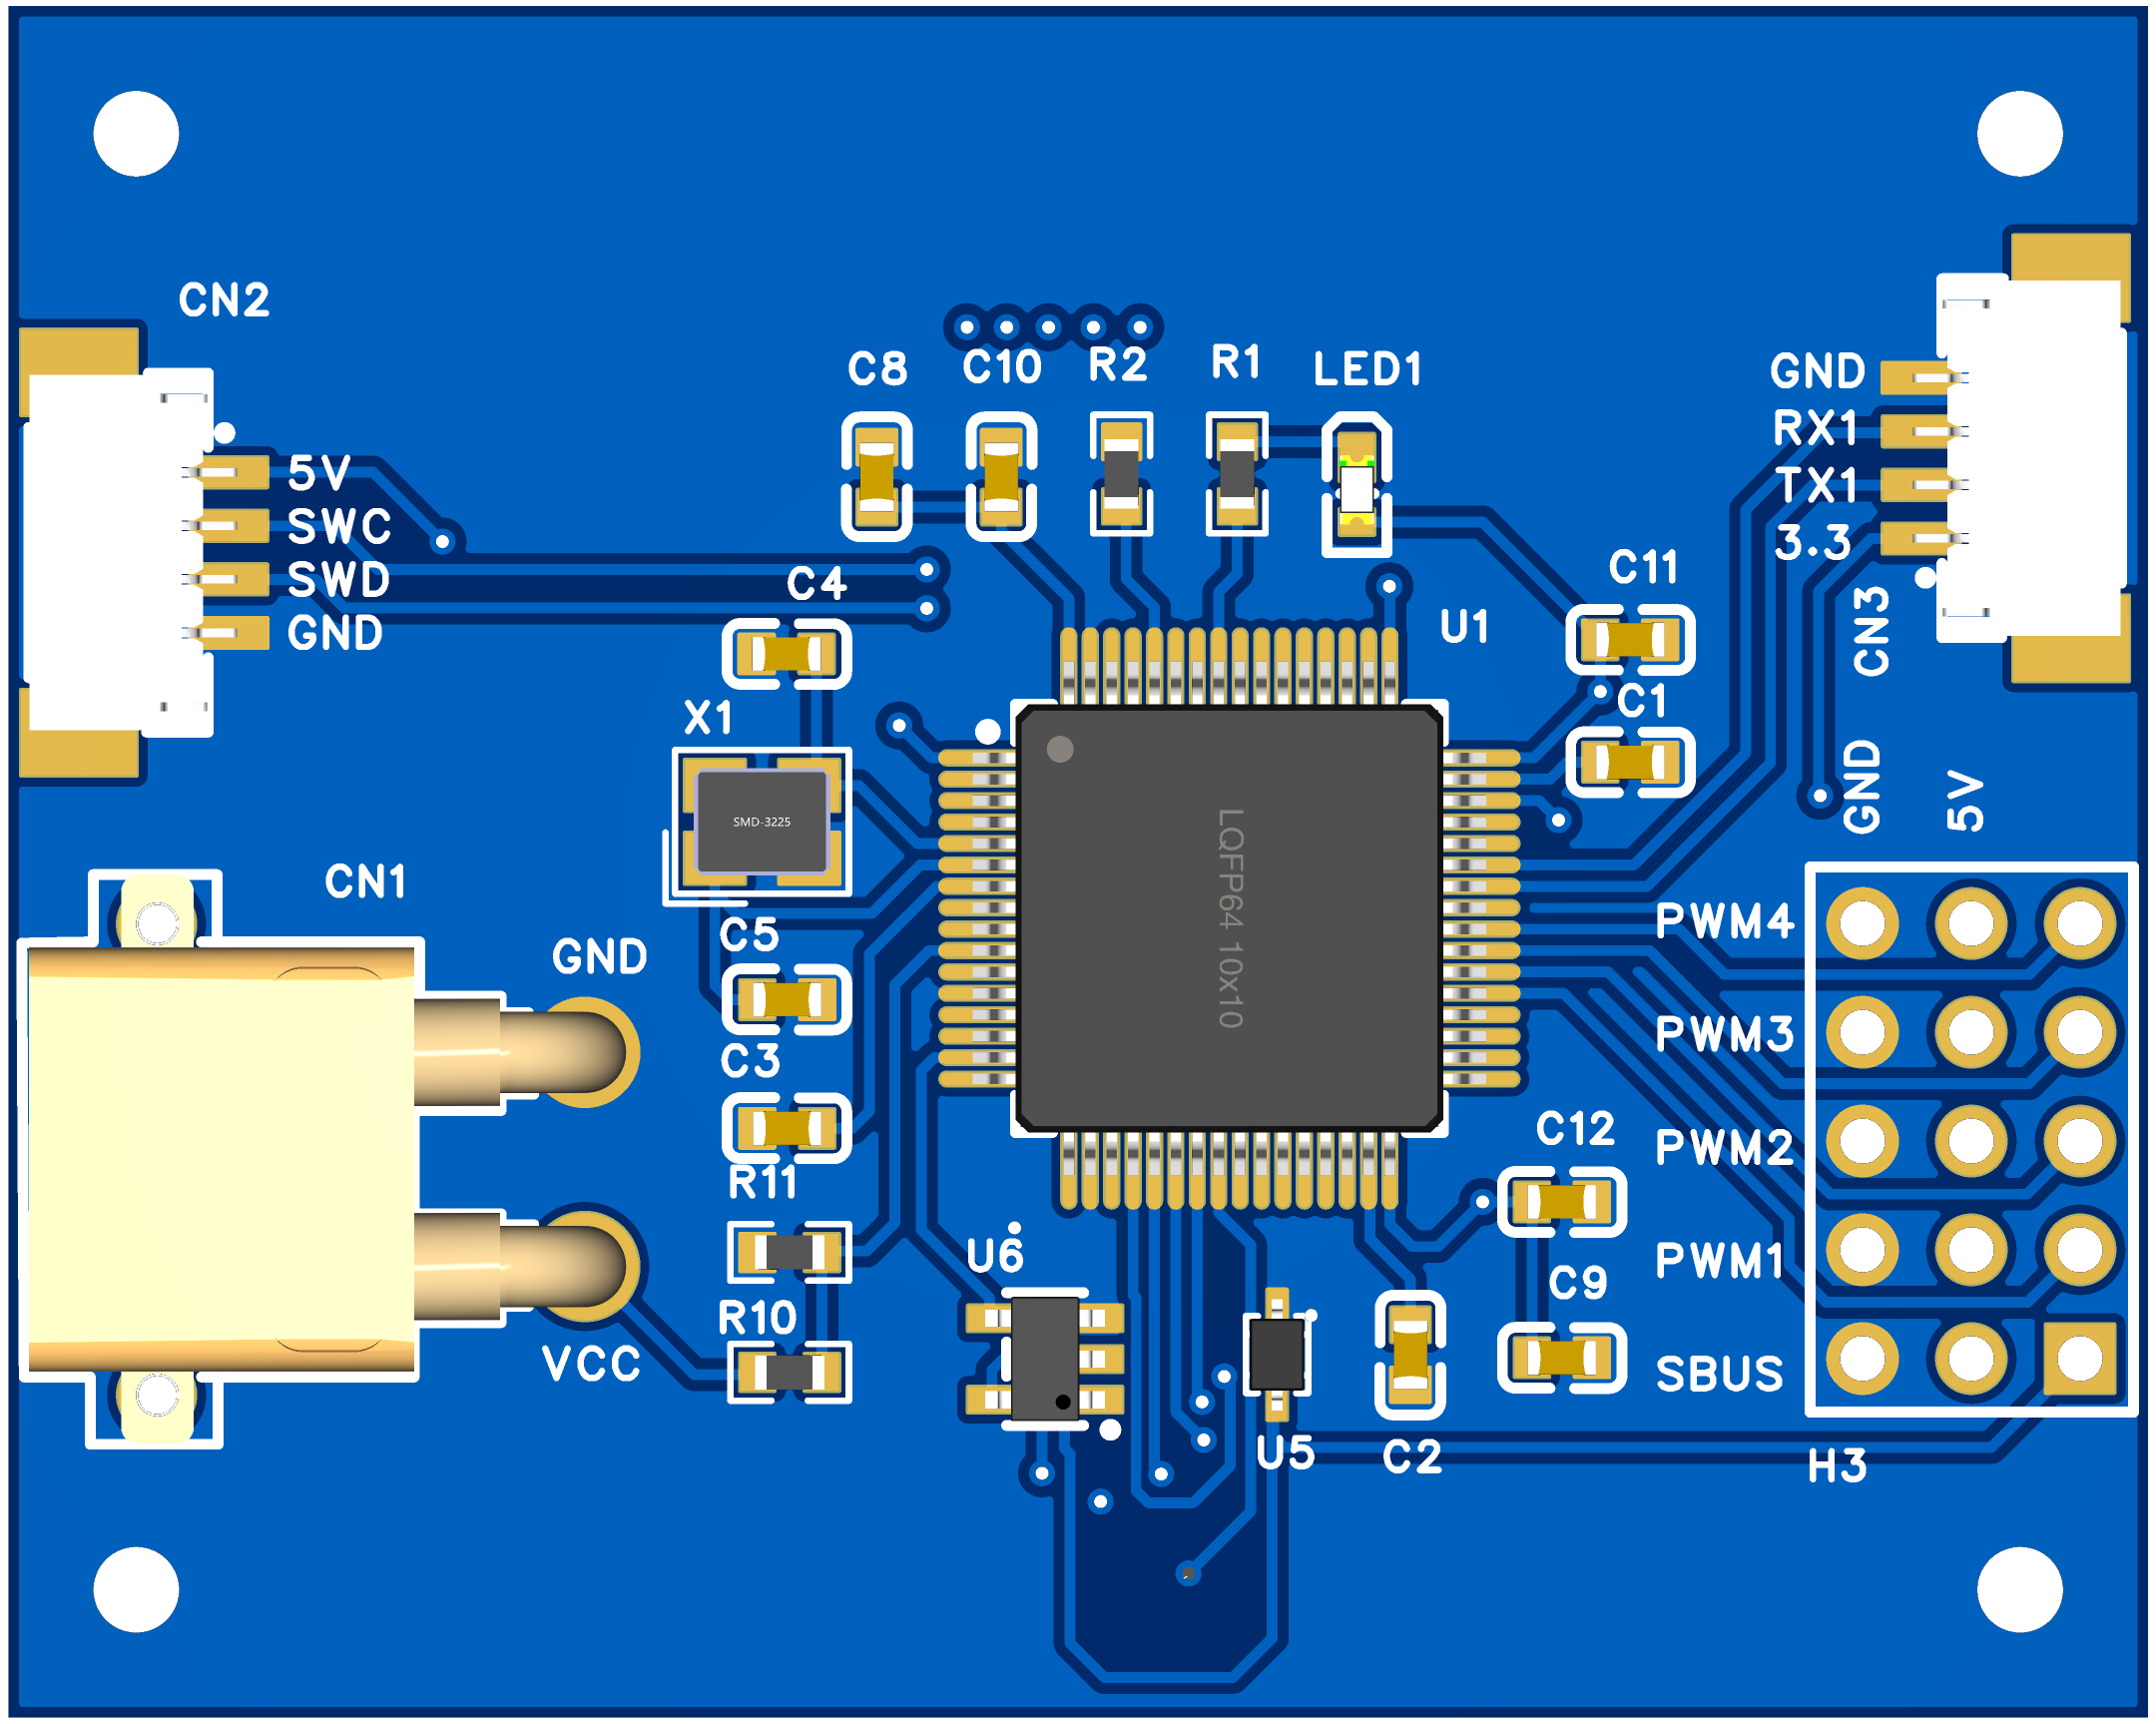 CN2
C8
C10
R2
R1
LED1
GND
RX1
TX1
3.3
5V
SWC
SWD
GND
C4
C11
U1
CN3
C1
X1
GND
5V
SMD-3225
LQFP64 10x10
CN1
C5
PWM4
GND
PWM3
C3
C12
PWM2
R11
U6
PWM1
C9
R10
VCC
SBUS
U5
C2
H3